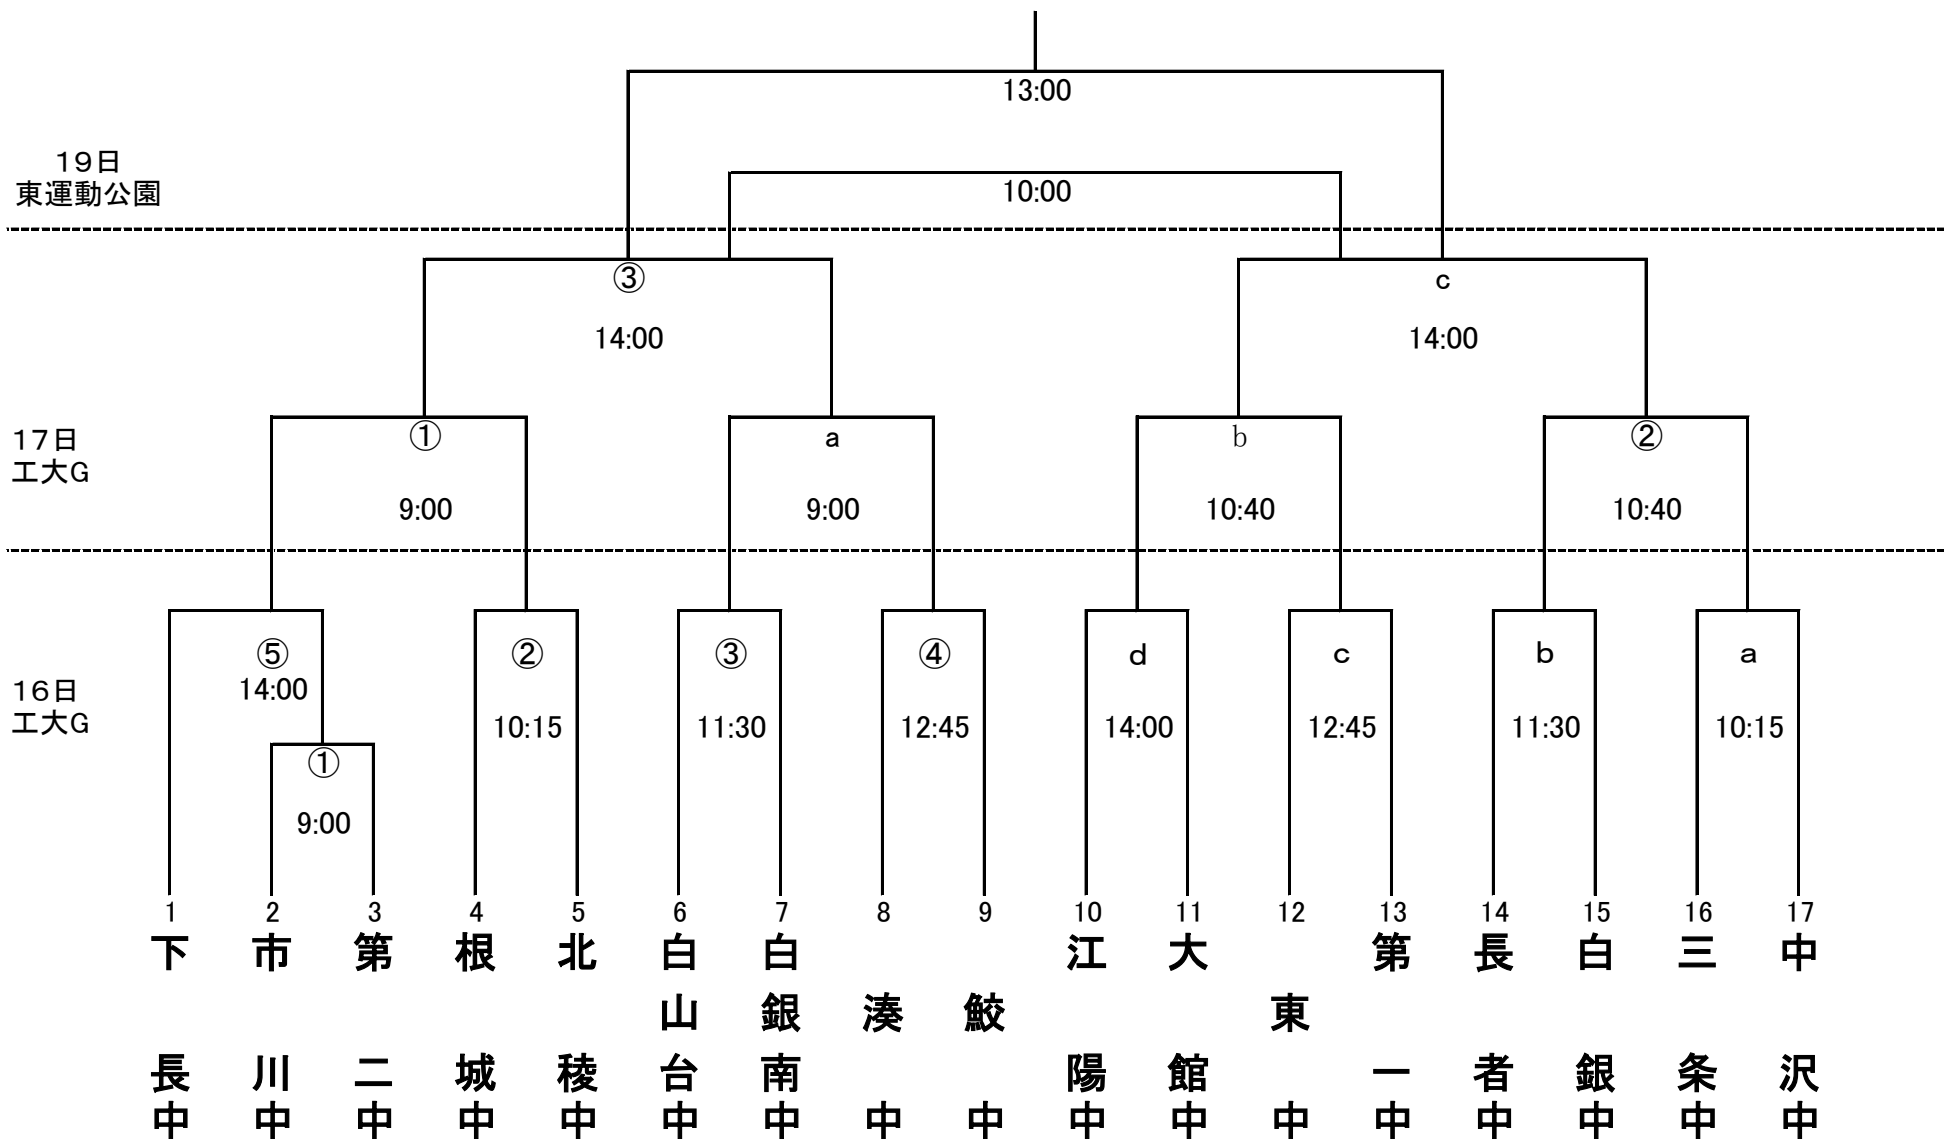 13:00
19日
東運動公園
10:00
③
c
14:00
14:00
17日
工大G
①
a
b
②
9:00
9:00
10:40
10:40
16日
工大G
⑤
②
③
④
d
c
b
a
14:00
10:15
11:30
12:45
14:00
12:45
11:30
10:15
①
9:00
1
2
3
4
5
6
7
8
9
10
11
12
13
14
15
16
17
下長中
市川中
第二中
根城中
北稜中
白山台中
白銀南中
湊中
鮫中
江陽中
大館中
東中
第一中
長者中
白銀中
三条中
中沢中